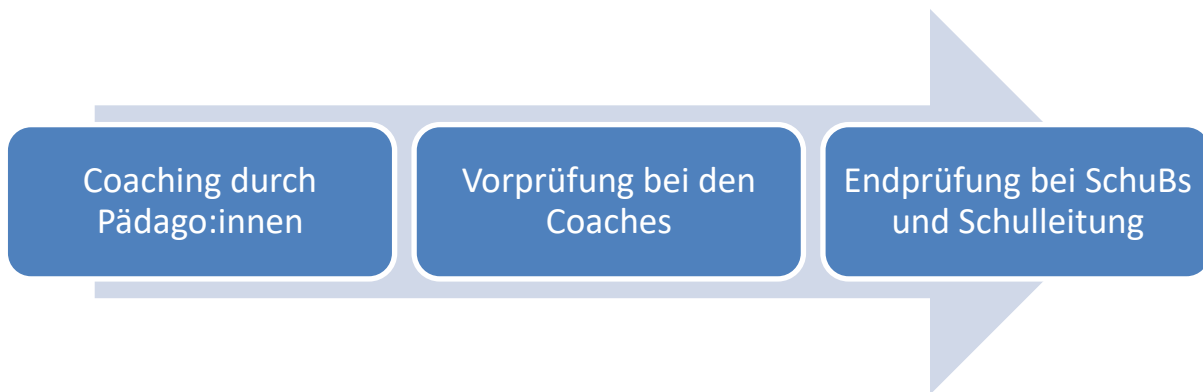 Coaching durch
Pädago:innen
Vorprüfung bei den
Coaches
Endprüfung bei SchuBs
und Schulleitung